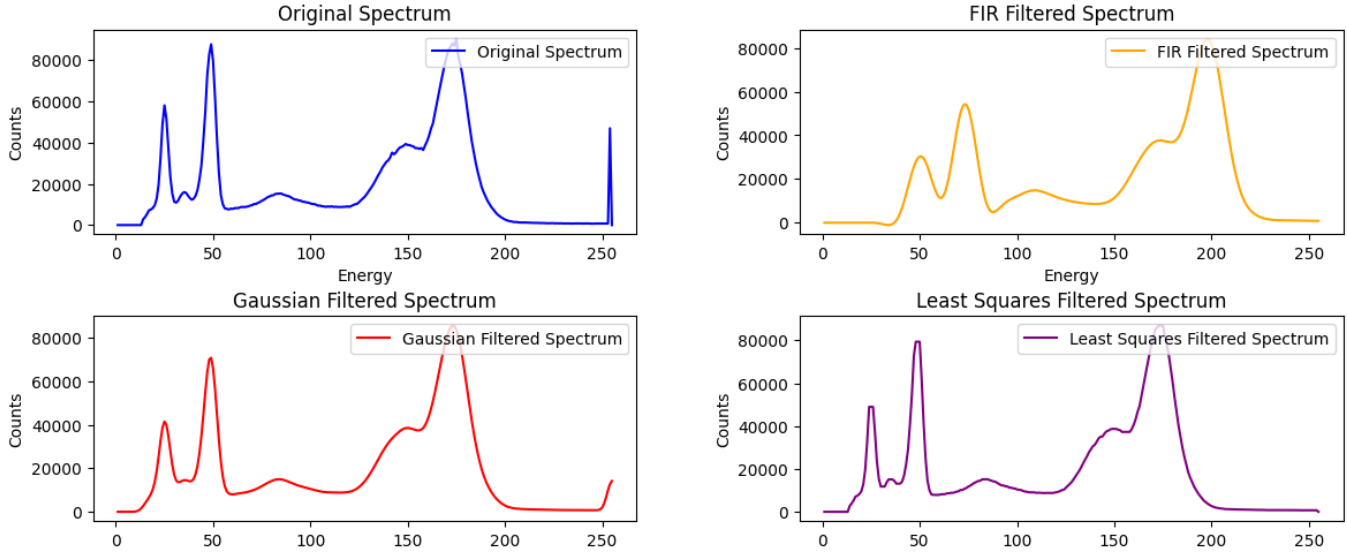 Original Spectrum
Original Spectrum
Counts
80000
60000
40000
20000
0
0 50 100 150 200 250
Energy
FIR Filtered Spectrum
FIR Filtered Spectrum
Counts
80000
60000
40000
20000
0
0 50 100 150 200 250
Energy
Gaussian Filtered Spectrum
Gaussian Filtered Spectrum
Counts
80000
60000
40000
20000
0
0 50 100 150 200 250
Least Squares Filtered Spectrum
Least Squares Filtered Spectrum
Counts
80000
60000
40000
20000
0
0 50 100 150 200 250